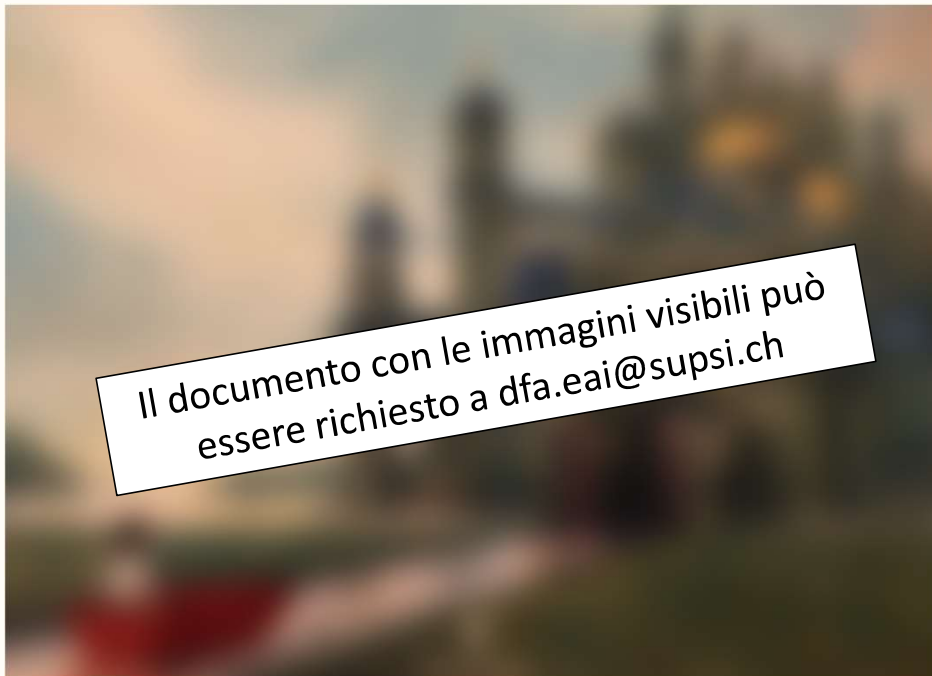 Il documento con le immagini visibili può
essere richiesto a dfa.eai@supsi.ch